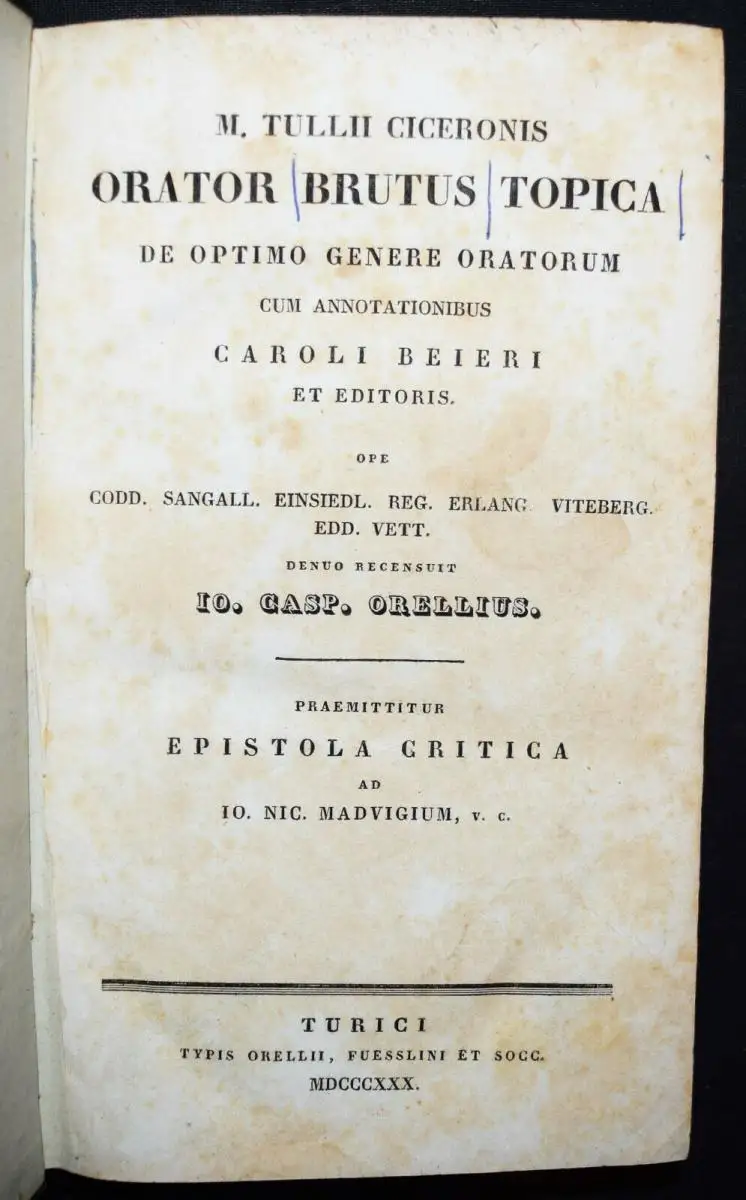 M. TULLII CICERONIS
ORATOR BRUTUS TOPICA
DE OPTIMO GENERE ORATORUM
CUM ANNOTATIONIBUS
CAROLI BEIERI
ET EDITORIS.
OPE
CODD. SANGALL. EINSIEDL. REG. ERLANG VITEBERG.
EDD. VETT.
DENUO RECENSUIT
IO. CASP. ORELLIUS.
PRAEMITTITUR
EPISTOLA CRITICA
AD
IO. NIC. MADVIGIUM, V. C.
TURICI
TYPIS ORELLII, FUESSLINI ET SOCC.
MDCCCXXX.